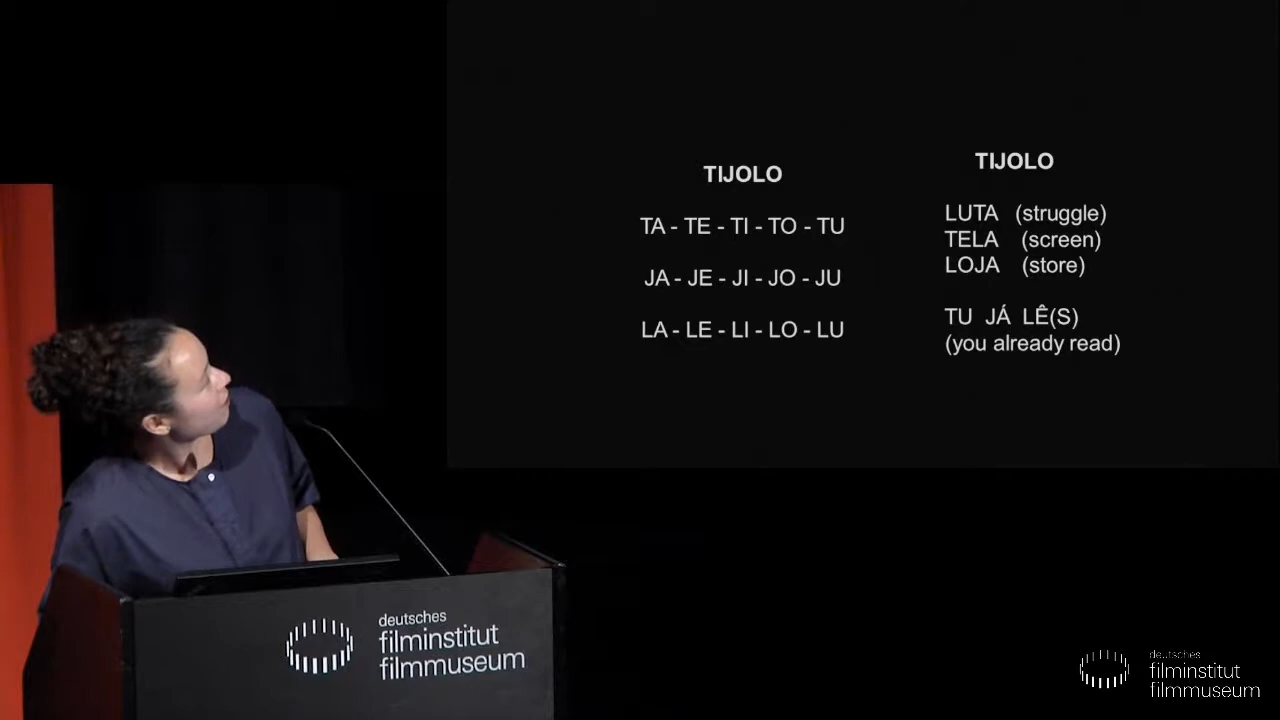 TIJOLO
TA - TE - TI - TO - TU
JA - JE - JI - JO - JU
LA - LE - LI - LO - LU
TIJOLO
LUTA (struggle)
TELA (screen)
LOJA (store)
TU JÁ LÊ(S)
(you already read)
deutsches
filminstitut
filmmuseum
deutsches
filminstitut
filmmuseum